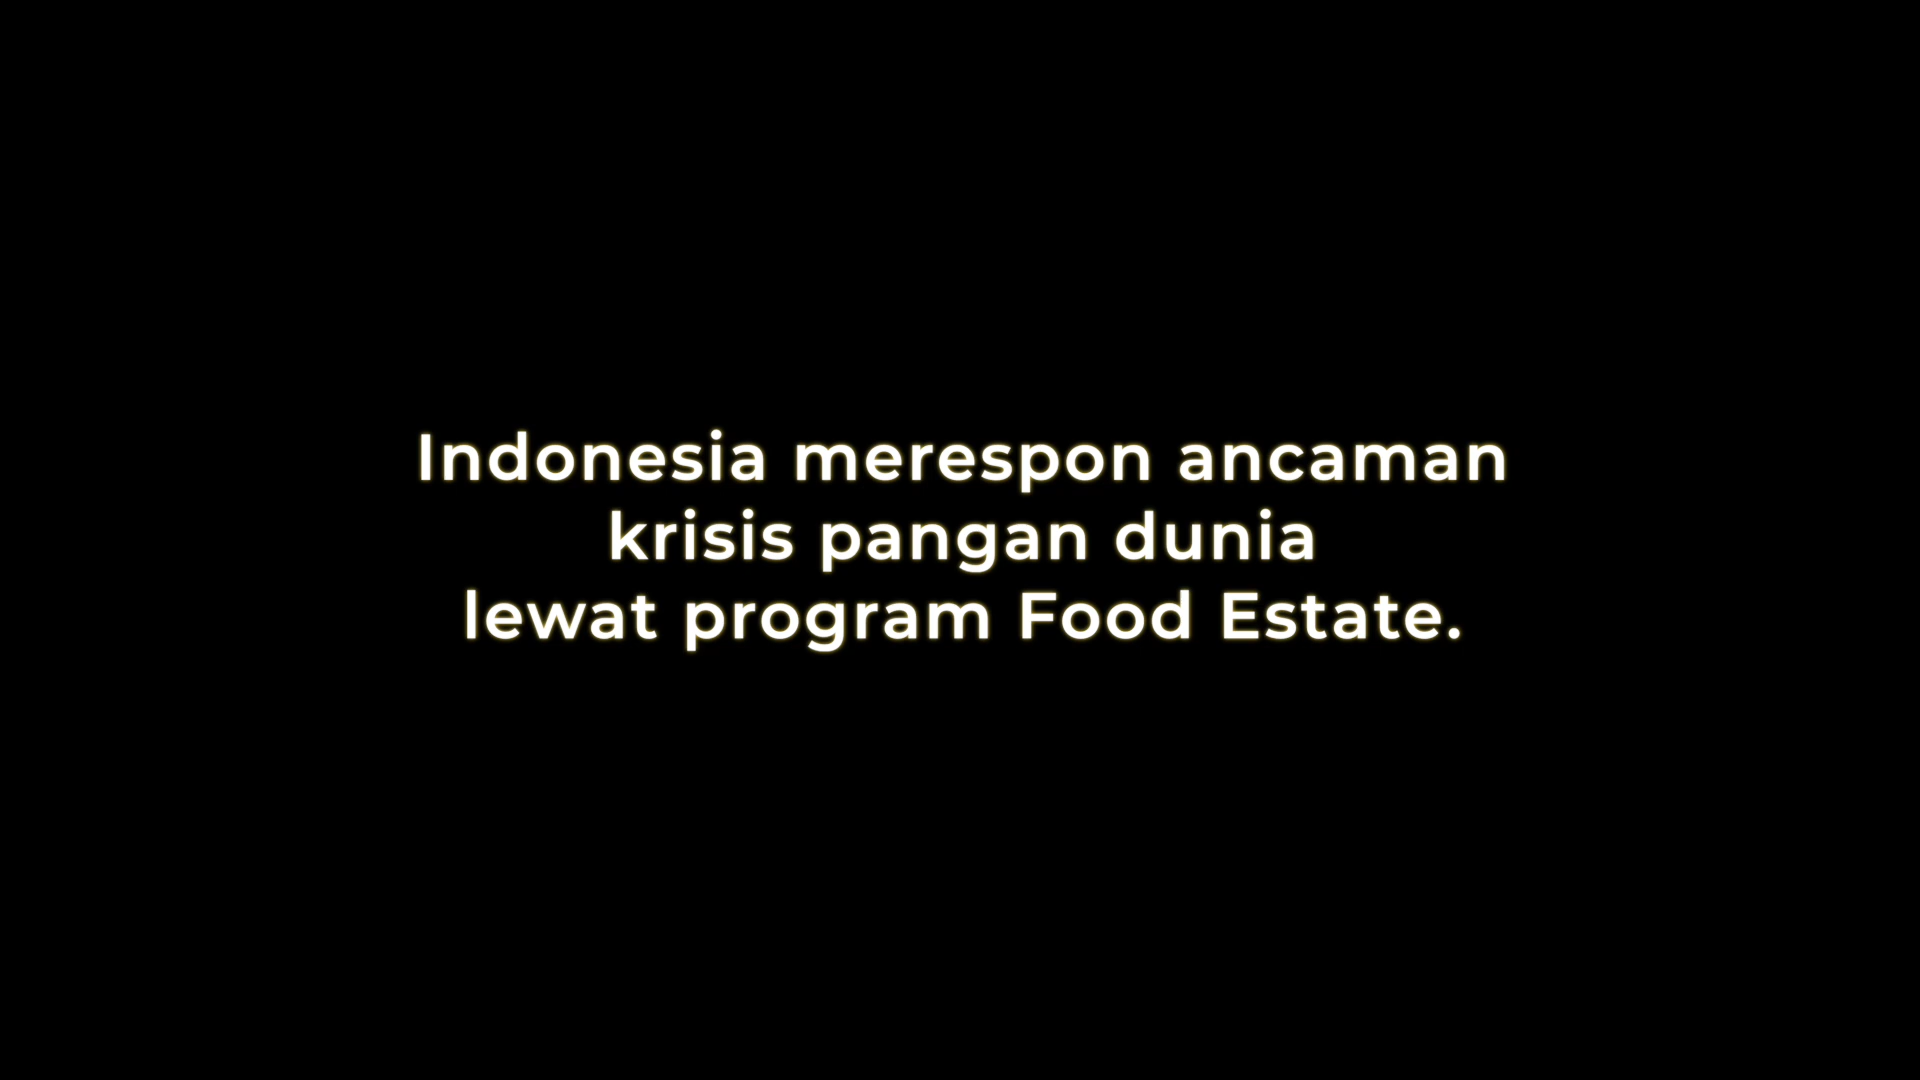 Indonesia merespon ancaman
krisis pangan dunia
lewat program Food Estate.